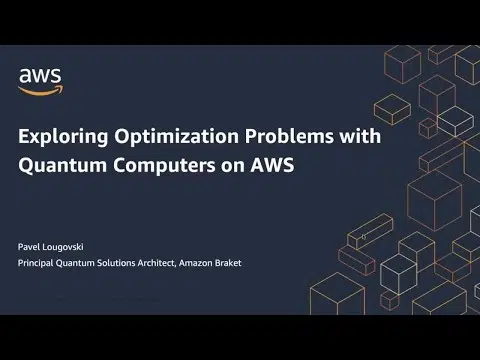 aws
Exploring Optimization Problems with
Quantum Computers on AWS
Pavel Lougovski
Principal Quantum Solutions Architect, Amazon Braket